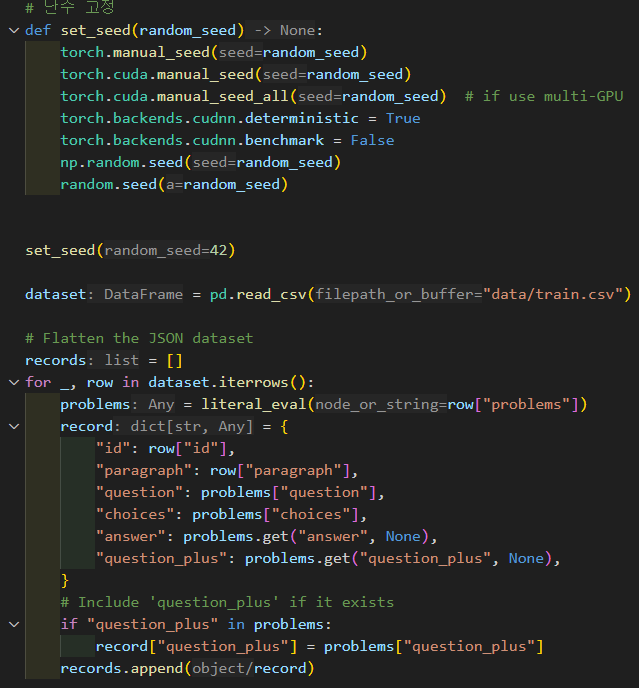 # 난수 고정
def set_seed(random_seed) -> None:
    torch.manual_seed(seed=random_seed)
    torch.cuda.manual_seed(seed=random_seed)
    torch.cuda.manual_seed_all(seed=random_seed)  # if use multi-GPU
    torch.backends.cudnn.deterministic = True
    torch.backends.cudnn.benchmark = False
    np.random.seed(seed=random_seed)
    random.seed(a=random_seed)
set_seed(random_seed=42)
dataset: DataFrame = pd.read_csv(filepath_or_buffer="data/train.csv")
# Flatten the JSON dataset
records: list = []
for _, row in dataset.iterrows():
    problems: Any = literal_eval(node_or_string=row["problems"])
    record: dict[str, Any] = {
        "id": row["id"],
        "paragraph": row["paragraph"],
        "question": problems["question"],
        "choices": problems["choices"],
        "answer": problems.get("answer", None),
        "question_plus": problems.get("question_plus", None),
    }
    # Include 'question_plus' if it exists
    if "question_plus" in problems:
        record["question_plus"] = problems["question_plus"]
    records.append(object/record)